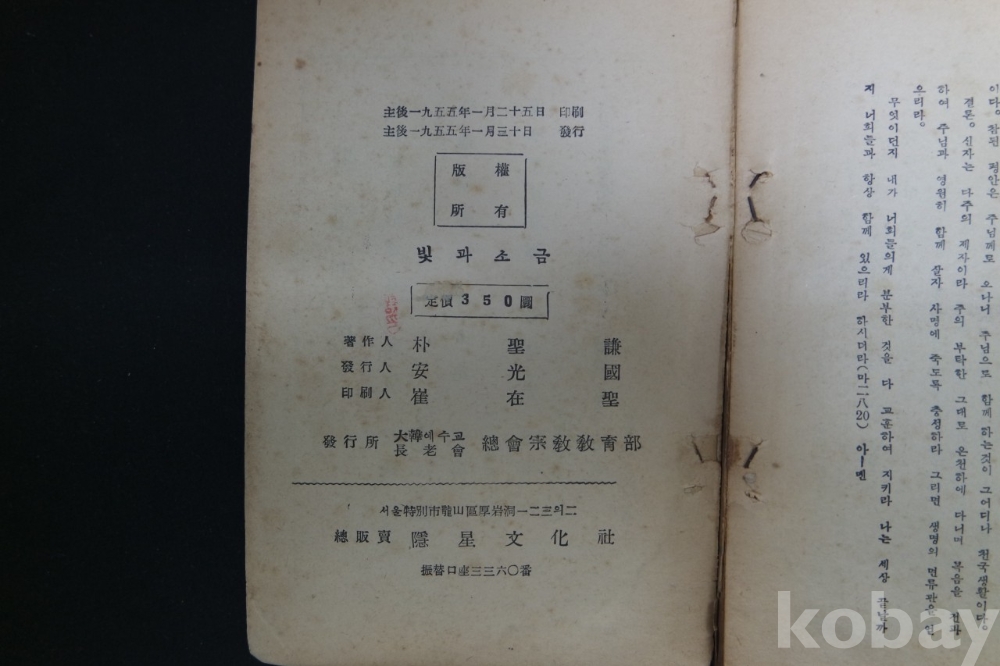 主後一九五五年一月二十五日 印刷
主後一九五五年一月三十日 發行
版權
所有
빛과소금
定價 350圜
著作人 朴聖謙
發行人 安光國
印刷人 崔在聖
發行所 大韓예수교長老會 總會宗敎敎育部
서울特別市龍山區厚岩洞一二三의二
總販賣 隱星文化社
振替口座三三六〇番
이다。 참된 평안은 주님께로 오나니 주님으로 함께 하는것이 그어더나 천국생활이다。
결론。 신자는 다주의 제자이라 주의 부탁한 그대로 온천하에 다니며 복음을 전파
하여 주님과 영원히 함께 살자 사명에 죽도록 충성하라 그리면 생명의 면류관을 얻
으리라。
무엇이던지 내가 너희들의게 분부한 것을 다 교훈하여 지키라 나는 세상 끝날까
지 너희들과 항상 함께 있으리라 하시더라(마二八20) 아ー멘
kobay